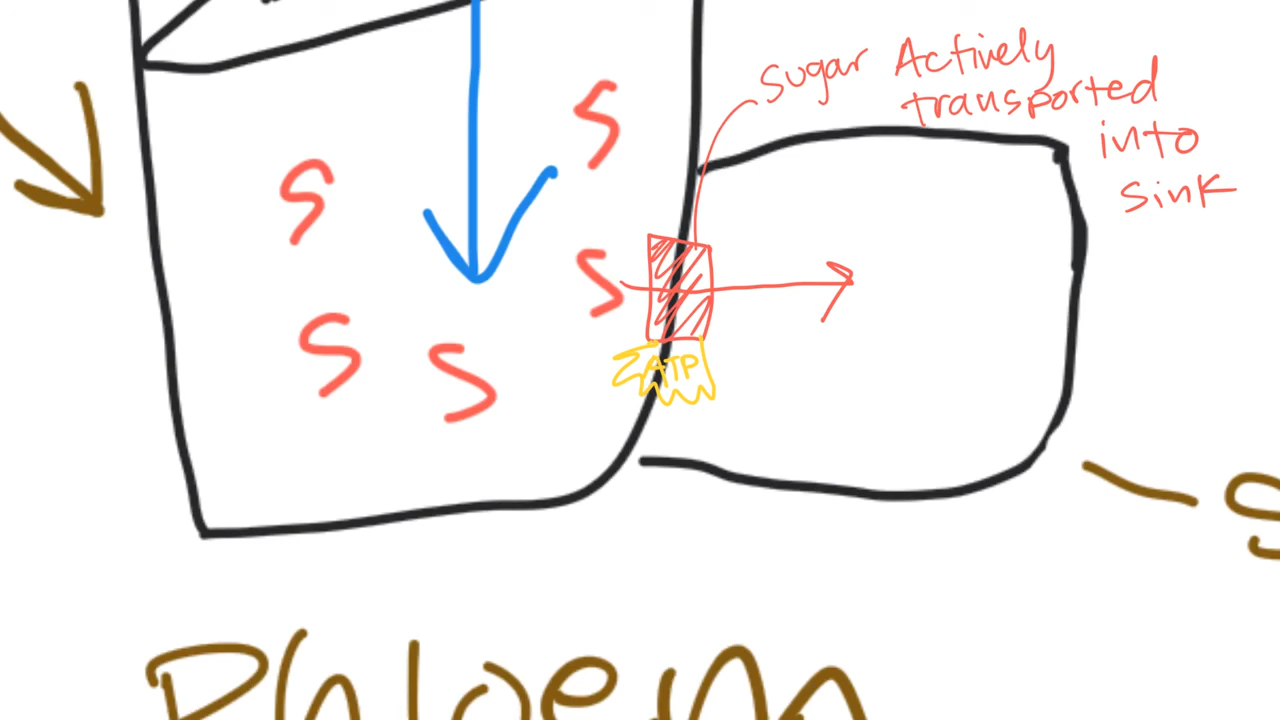 sugar Actively
transported
into
sink
S
S
S
S
S
ATP
Phloem